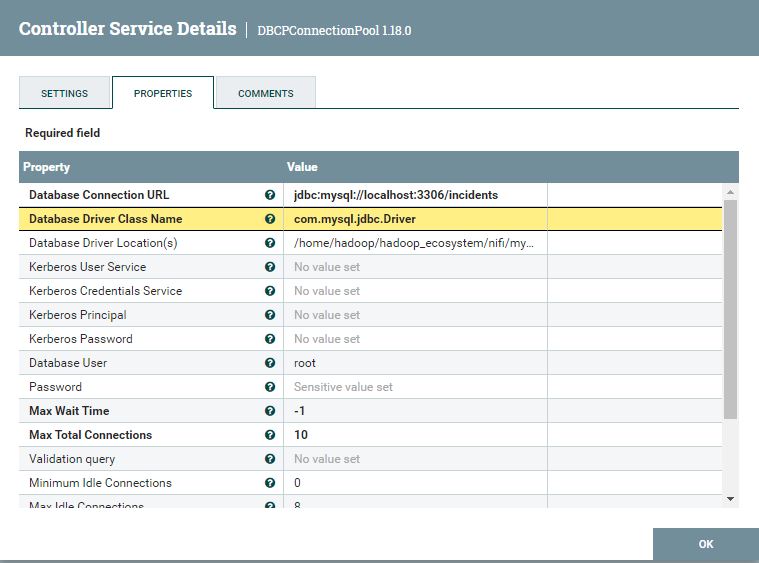 Controller Service Details | DBCPConnectionPool 1.18.0
SETTINGS PROPERTIES COMMENTS
Required field
Property Value
Database Connection URL jdbc:mysql://localhost:3306/incidents
Database Driver Class Name com.mysql.jdbc.Driver
Database Driver Location(s) /home/hadoop/hadoop_ecosystem/nifi/my...
Kerberos User Service No value set
Kerberos Credentials Service No value set
Kerberos Principal No value set
Kerberos Password No value set
Database User root
Password Sensitive value set
Max Wait Time -1
Max Total Connections 10
Validation query No value set
Minimum Idle Connections 0
Max Idle Connections 8
OK